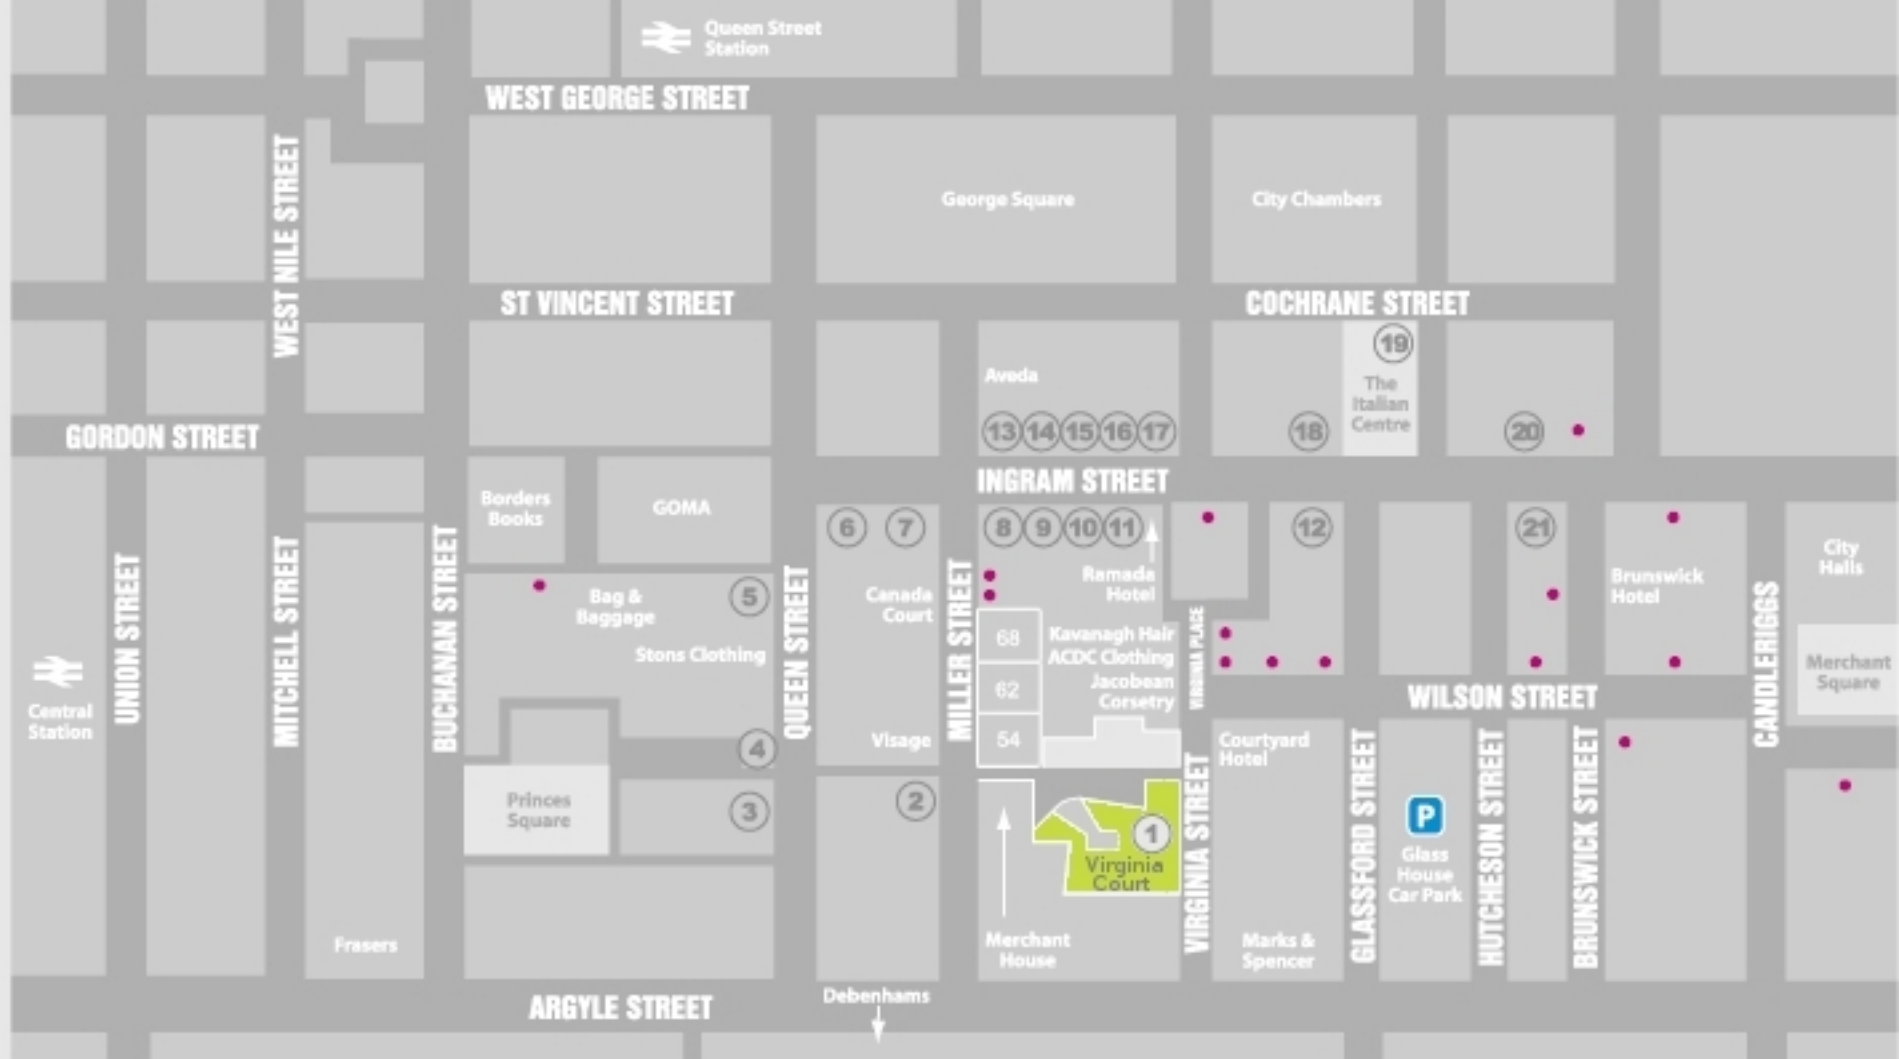 Queen Street
Station
WEST GEORGE STREET
WEST NILE STREET
George Square
City Chambers
ST VINCENT STREET
COCHRANE STREET
19
The
Italian
Centre
Aveda
13 14 15 16 17
18
20
GORDON STREET
INGRAM STREET
Borders
Books
GOMA
6 7
8 9 10 11
12
21
City
Halls
Ramada
Hotel
Brunswick
Hotel
Bag &
Baggage
5
Canada
Court
Stons Clothing
68
Kavanagh Hair
ACDC Clothing
62
Jacobean
Corsetry
54
UNION STREET
MITCHELL STREET
BUCHANAN STREET
QUEEN STREET
MILLER STREET
VIRGINIA PLACE
WILSON STREET
CANDLERIGGS
Merchant
Square
Central
Station
4
Visage
Courtyard
Hotel
Princes
Square
3
2
1
Virginia
Court
VIRGINIA STREET
GLASSFORD STREET
P
Glass
House
Car Park
HUTCHESON STREET
BRUNSWICK STREET
Frasers
Merchant
House
Marks &
Spencer
ARGYLE STREET
Debenhams